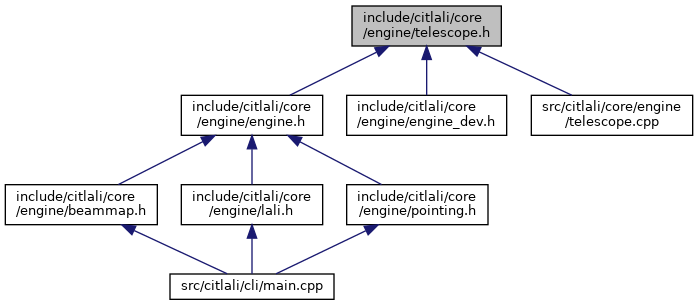 include/citlali/core
/engine/telescope.h
include/citlali/core
/engine/engine.h
include/citlali/core
/engine/engine_dev.h
src/citlali/core/engine
/telescope.cpp
include/citlali/core
/engine/beammap.h
include/citlali/core
/engine/lali.h
include/citlali/core
/engine/pointing.h
src/citlali/cli/main.cpp